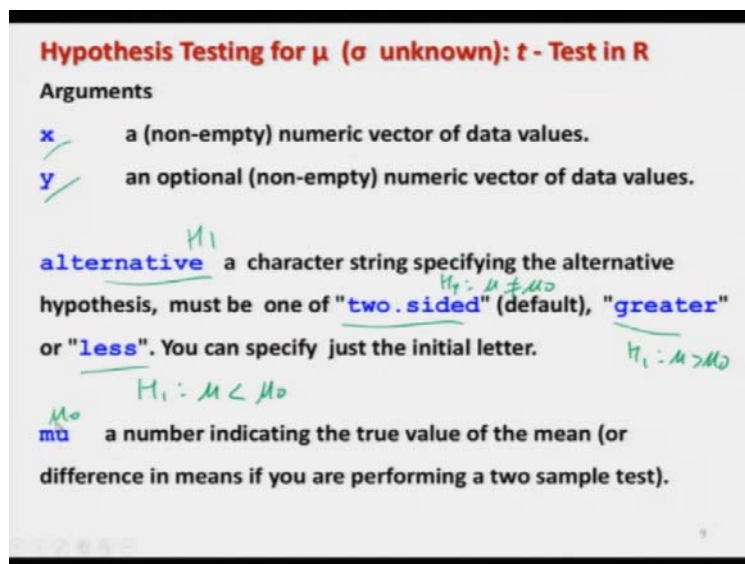 Hypothesis Testing for μ (σ unknown): t - Test in R
Arguments
x a (non-empty) numeric vector of data values.
y an optional (non-empty) numeric vector of data values.
H1
alternative a character string specifying the alternative
H1: μ ≠ μ0
hypothesis, must be one of "two.sided" (default), "greater"
or "less". You can specify just the initial letter.
H1: μ > μ0
H1: μ < μ0
μ0
mu a number indicating the true value of the mean (or
difference in means if you are performing a two sample test).
9